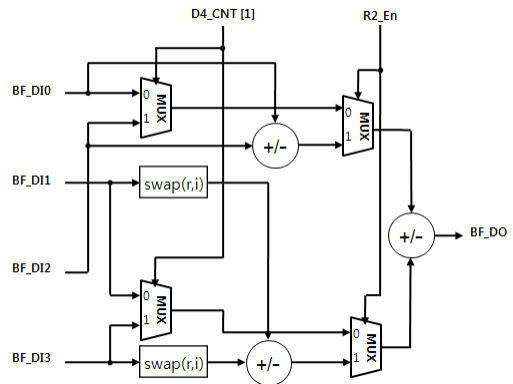 D4_CNT [1]
R2_En
BF_DI0
0
MUX
1
0
MUX
1
+/-
BF_DI1
swap(r,i)
+/-
BF_DO
BF_DI2
0
MUX
1
0
MUX
1
BF_DI3
swap(r,i)
+/-